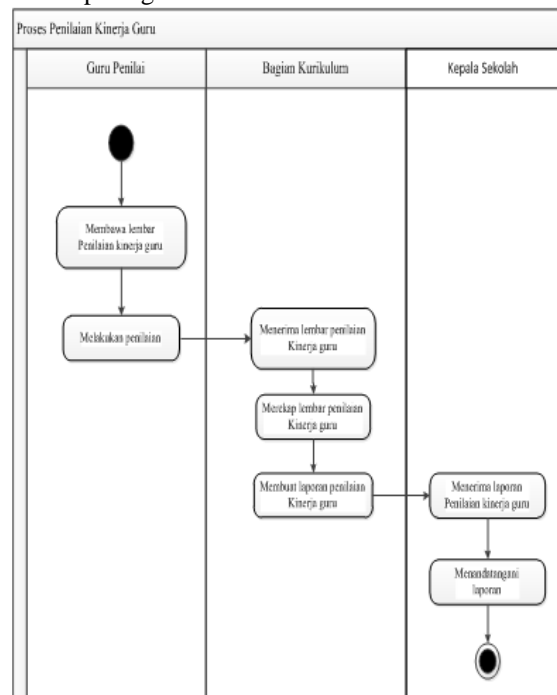 Proses Penilaian Kinerja Guru
Guru Penilai
Bagian Kurikulum
Kepala Sekolah
Membawa lembar
Penilaian kinerja guru
Melakukan penilaian
Menerima lembar penilaian
Kinerja guru
Merekap lembar penilaian
Kinerja guru
Membuat laporan penilaian
Kinerja guru
Menerima laporan
Penilaian kinerja guru
Menandatangani
laporan